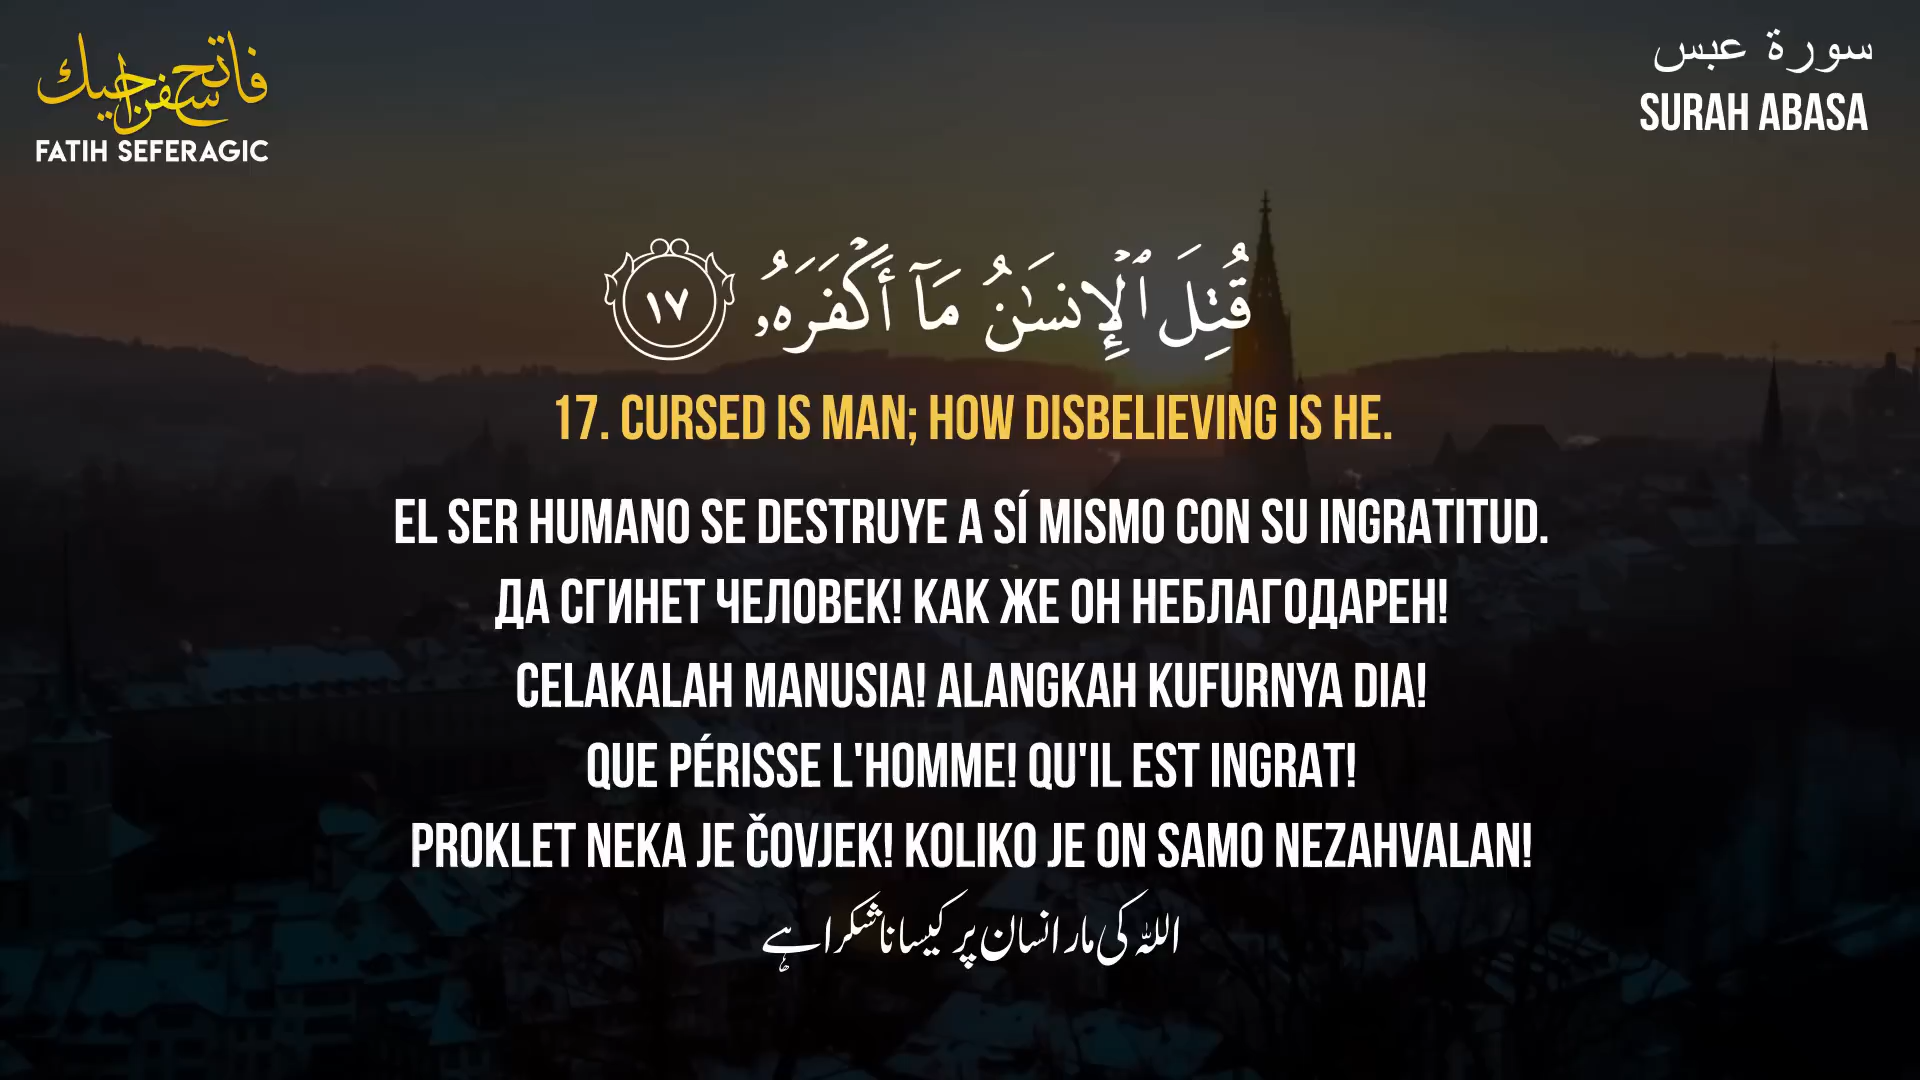 فاتح سفراجيك
FATIH SEFERAGIC
سورة عبس
SURAH ABASA
قُتِلَ ٱلْإِنسَـٰنُ مَآ أَكْفَرَهُۥ ١٧
17. CURSED IS MAN; HOW DISBELIEVING IS HE.
EL SER HUMANO SE DESTRUYE A SÍ MISMO CON SU INGRATITUD.
ДА СГИНЕТ ЧЕЛОВЕК! КАК ЖЕ ОН НЕБЛАГОДАРЕН!
CELAKALAH MANUSIA! ALANGKAH KUFURNYA DIA!
QUE PÉRISSE L'HOMME! QU'IL EST INGRAT!
PROKLET NEKA JE ČOVJEK! KOLIKO JE ON SAMO NEZAHVALAN!
اللہ کی مار انسان پر کیسا ناشکرا ہے